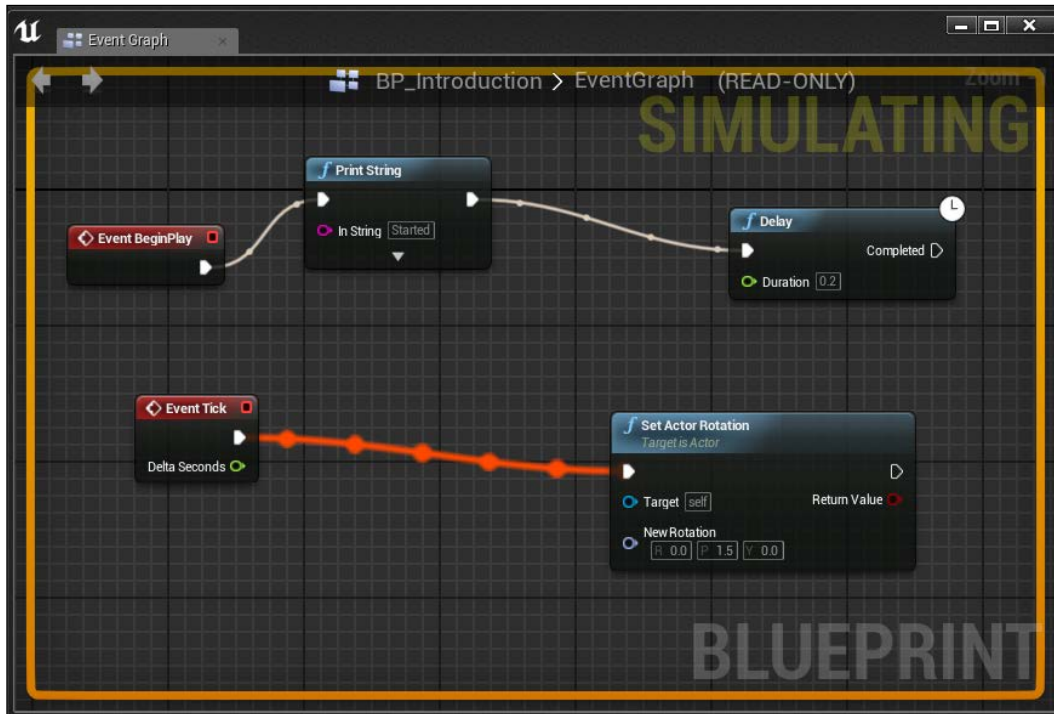 Event Graph
BP_Introduction > EventGraph (READ-ONLY)
SIMULATING
Print String
In String Started
Event BeginPlay
Delay
Completed
Duration 0.2
Event Tick
Delta Seconds
Set Actor Rotation
Target is Actor
Target self
Return Value
New Rotation
R 0.0 P 1.5 Y 0.0
BLUEPRINT